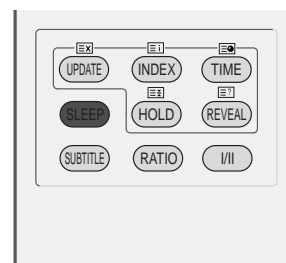 UPDATE INDEX TIME
SLEEP HOLD REVEAL
SUBTITLE RATIO I/II